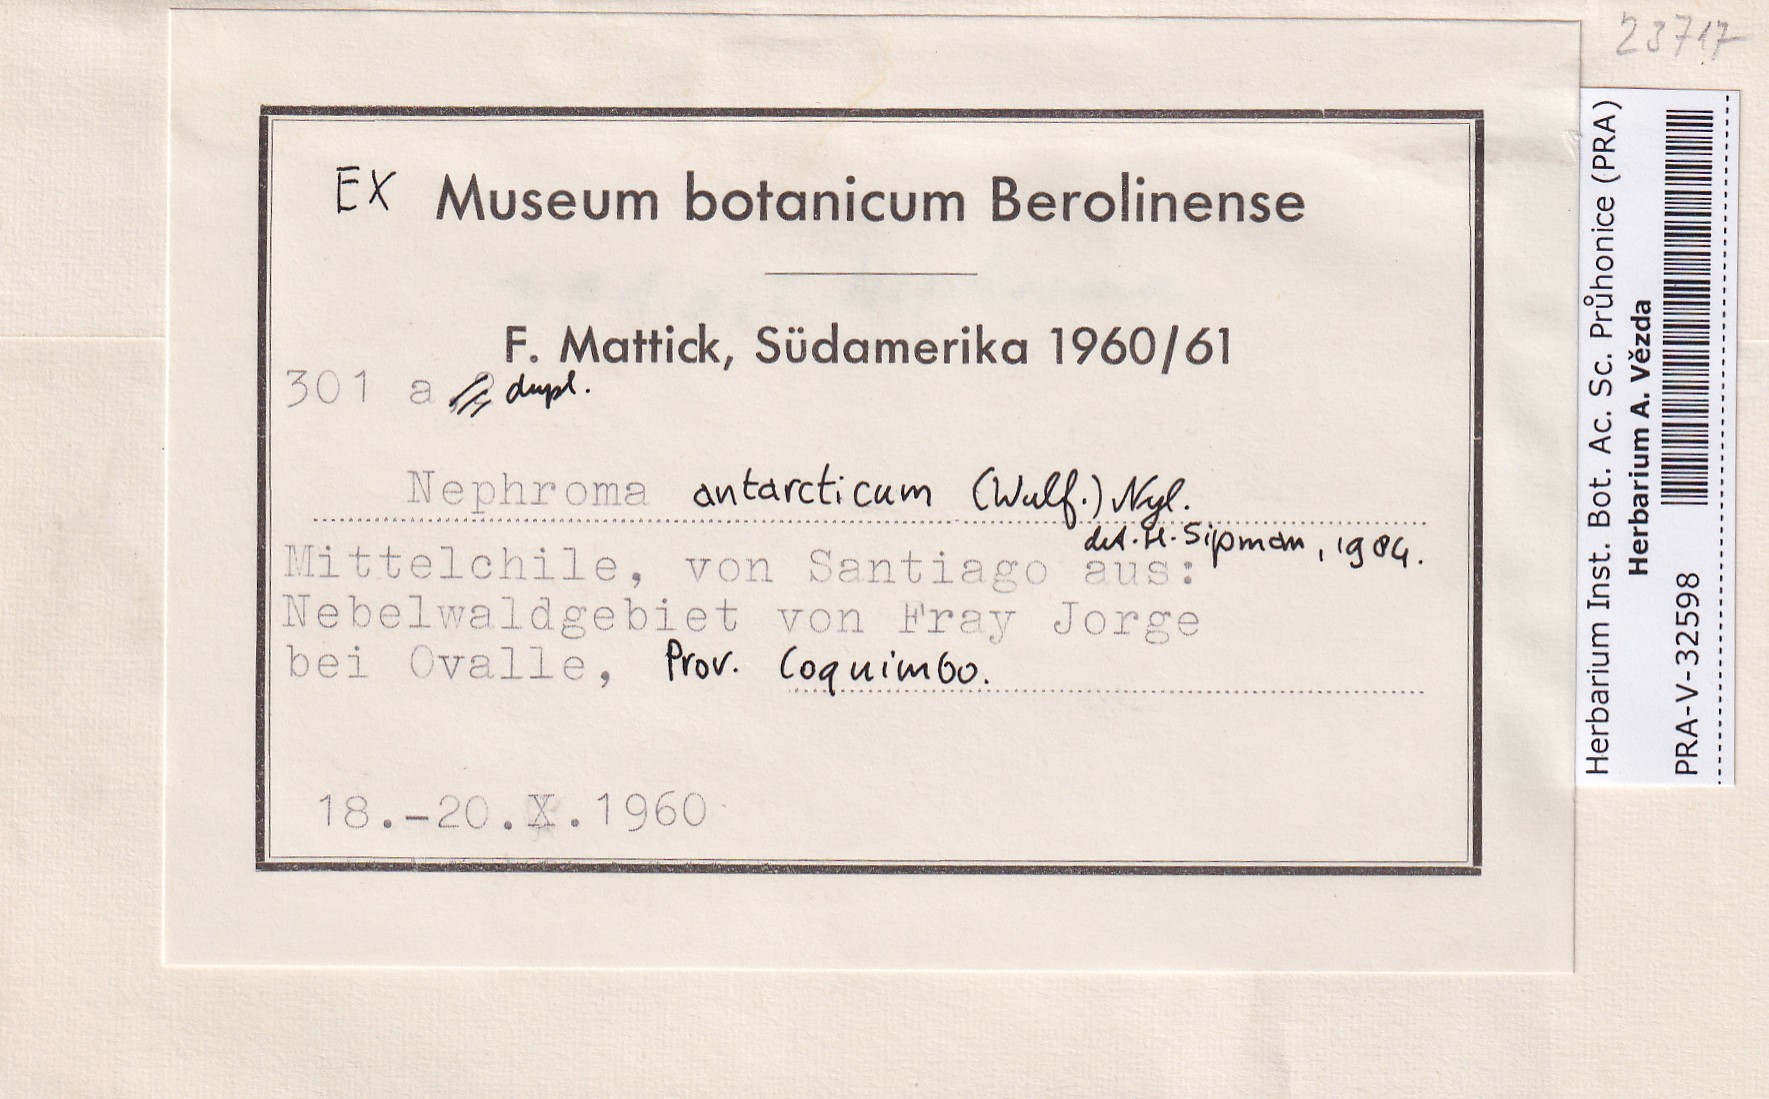 23717
EX Museum botanicum Berolinense
F. Mattick, Südamerika 1960/61
301 a dupl.
Nephroma antarcticum (Wulf.) Nyl.
det. H. Sipman, 1984.
Mittelchile, von Santiago aus:
Nebelwaldgebiet von Fray Jorge
bei Ovalle, Prov. Coquimbo.
18.-20.X.1960
Herbarium Inst. Bot. Ac. Sc. Průhonice (PRA)
Herbarium A. Vězda
PRA-V-32598